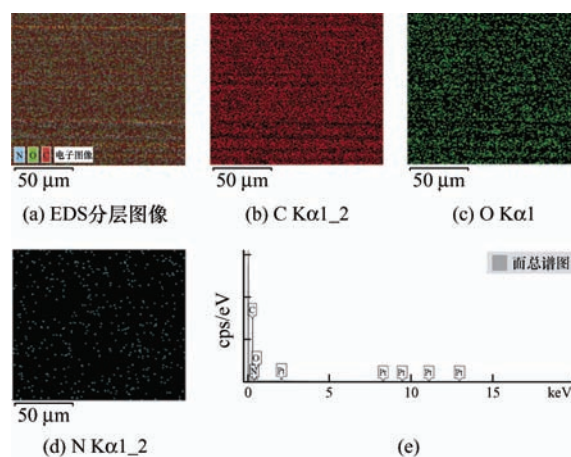 N O C 电子图像
50 μm
50 μm
50 μm
(a) EDS分层图像
(b) C Kα1_2
(c) O Kα1
50 μm
(d) N Kα1_2
面总谱图
cps/eV
C
O
N
Pt
Pt
Pt
Pt
Pt
0
5
10
15
keV
(e)